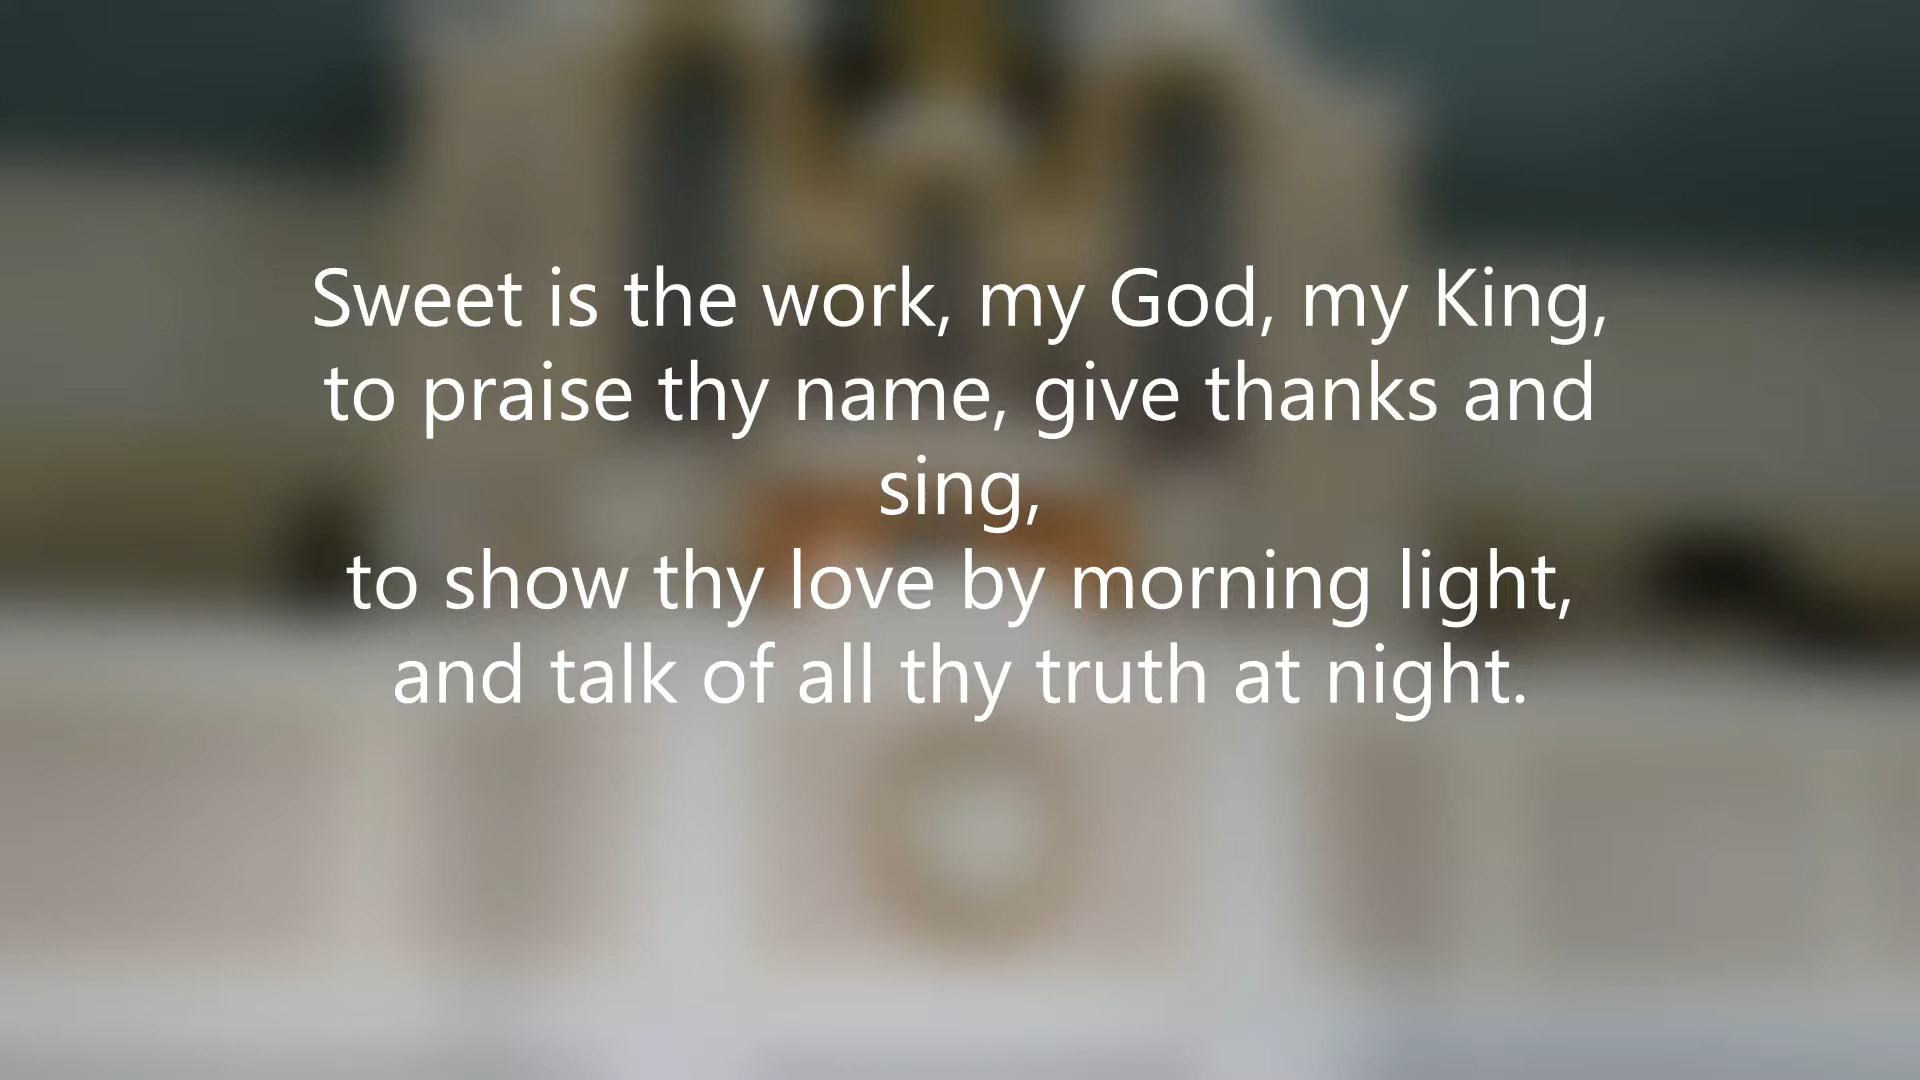 Sweet is the work, my God, my King,
to praise thy name, give thanks and
sing,
to show thy love by morning light,
and talk of all thy truth at night.